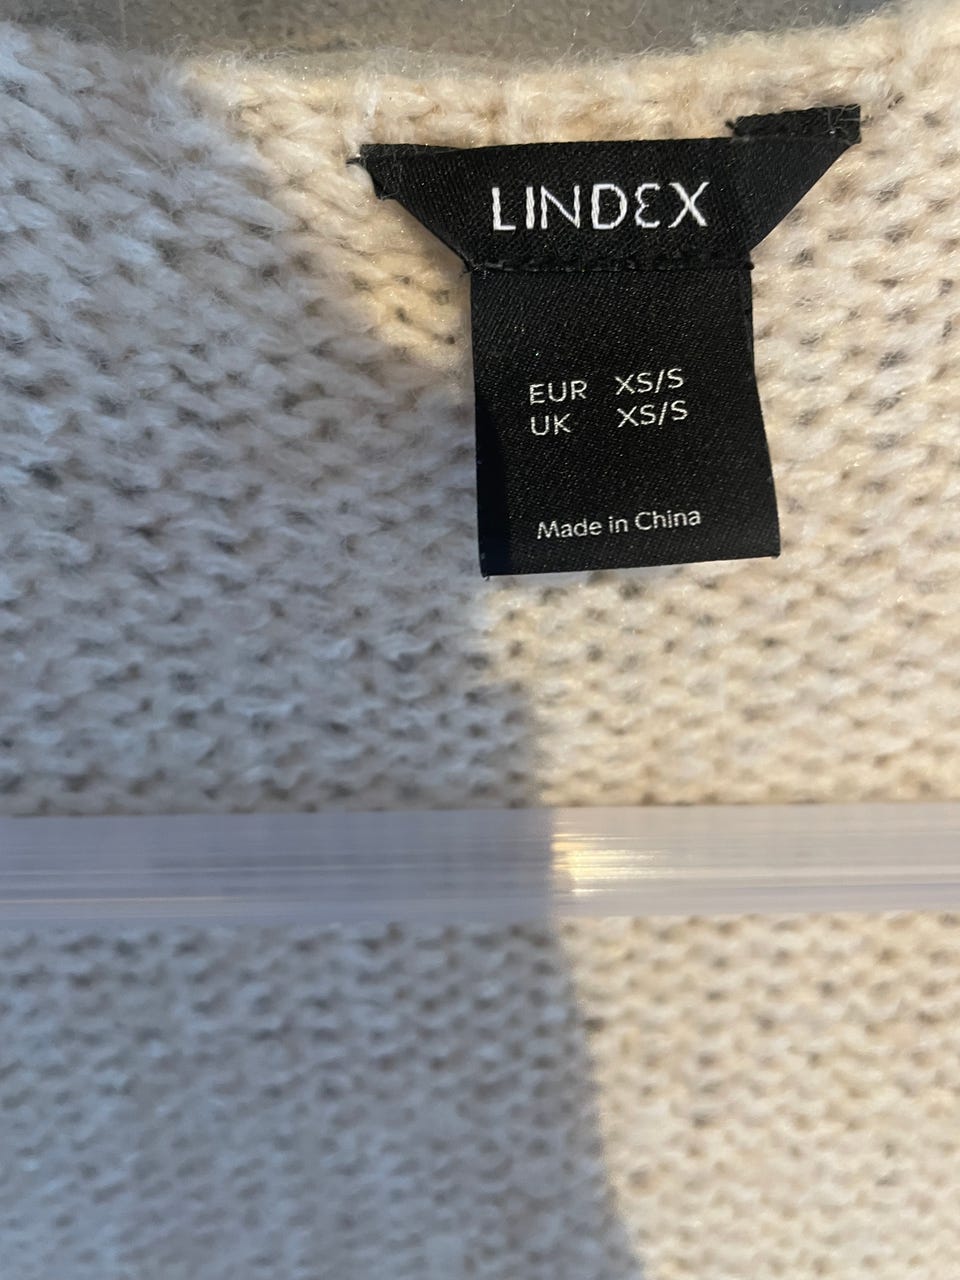 LINDEX
EUR XS/S
UK XS/S
Made in China